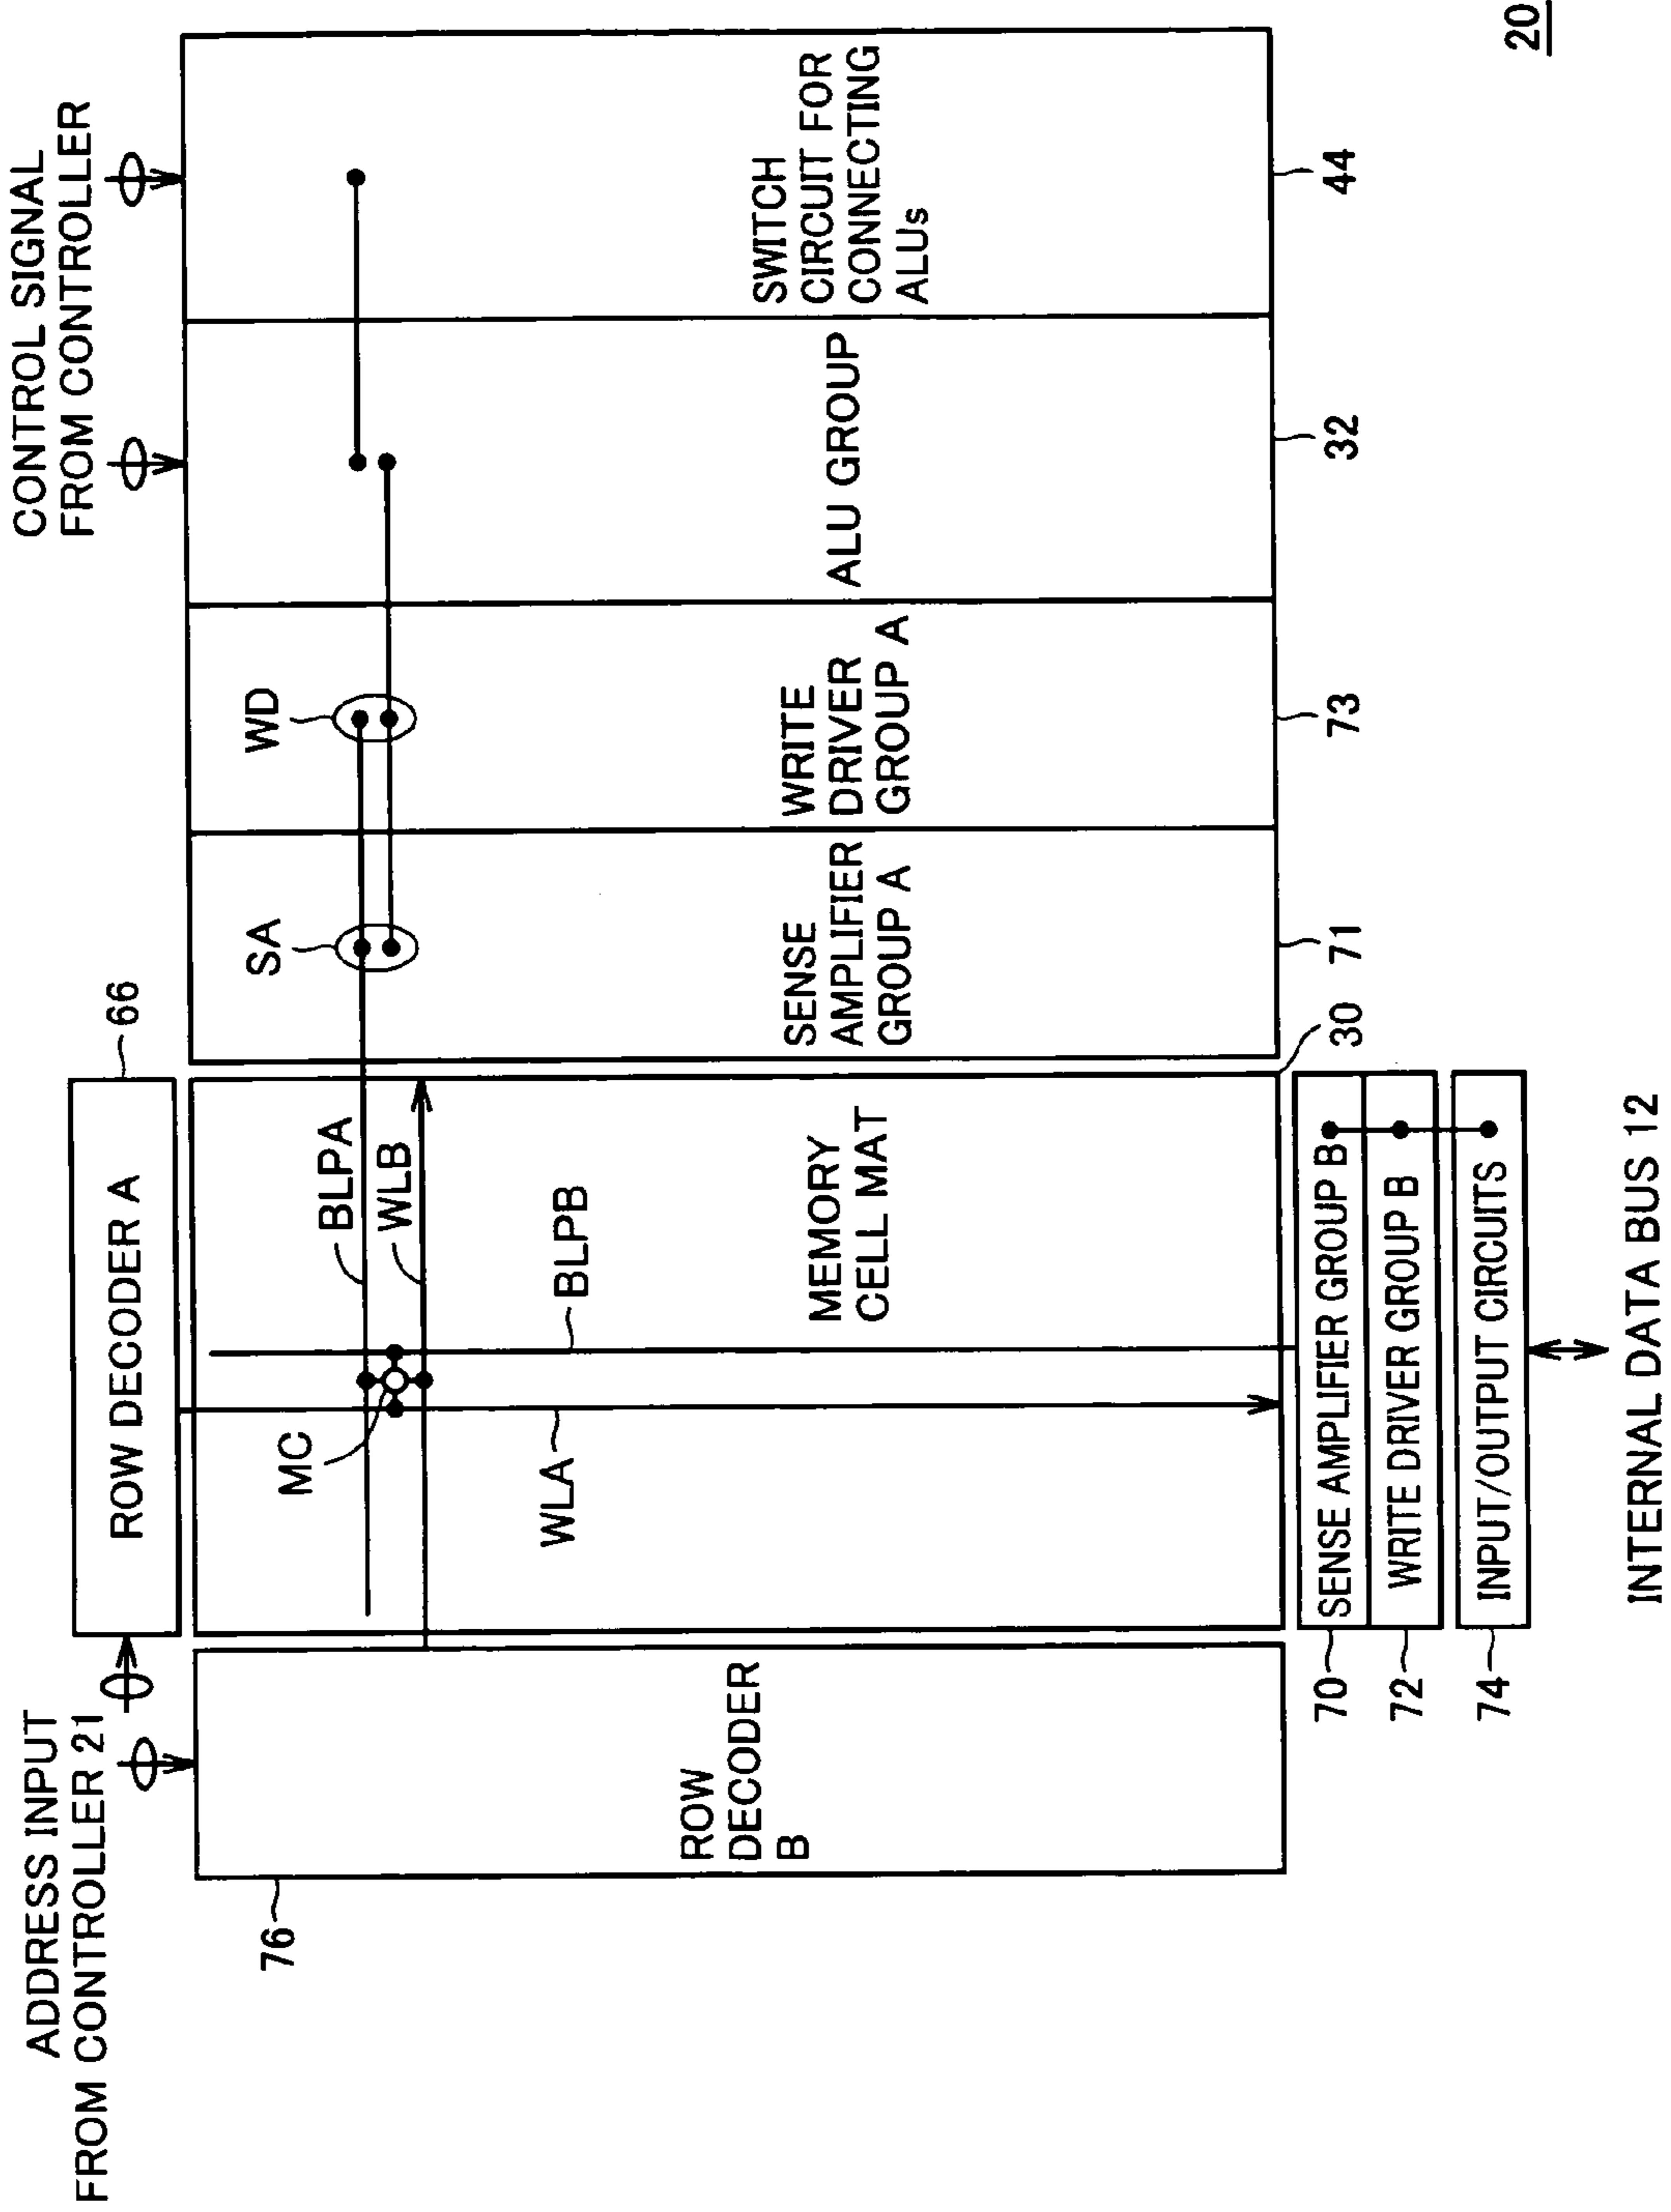 ADDRESS INPUT
FROM CONTROLLER 21
CONTROL SIGNAL
FROM CONTROLLER
ROW DECODER A
66
76
ROW
DECODER
B
MC
BLPA
WLB
WLA
BLPB
MEMORY
CELL MAT
30
SA
WD
SENSE
AMPLIFIER
GROUP A
71
WRITE
DRIVER
GROUP A
73
ALU GROUP
32
SWITCH
CIRCUIT FOR
CONNECTING
ALUs
44
70
SENSE AMPLIFIER GROUP B
72
WRITE DRIVER GROUP B
74
INPUT/OUTPUT CIRCUITS
INTERNAL DATA BUS 12
20